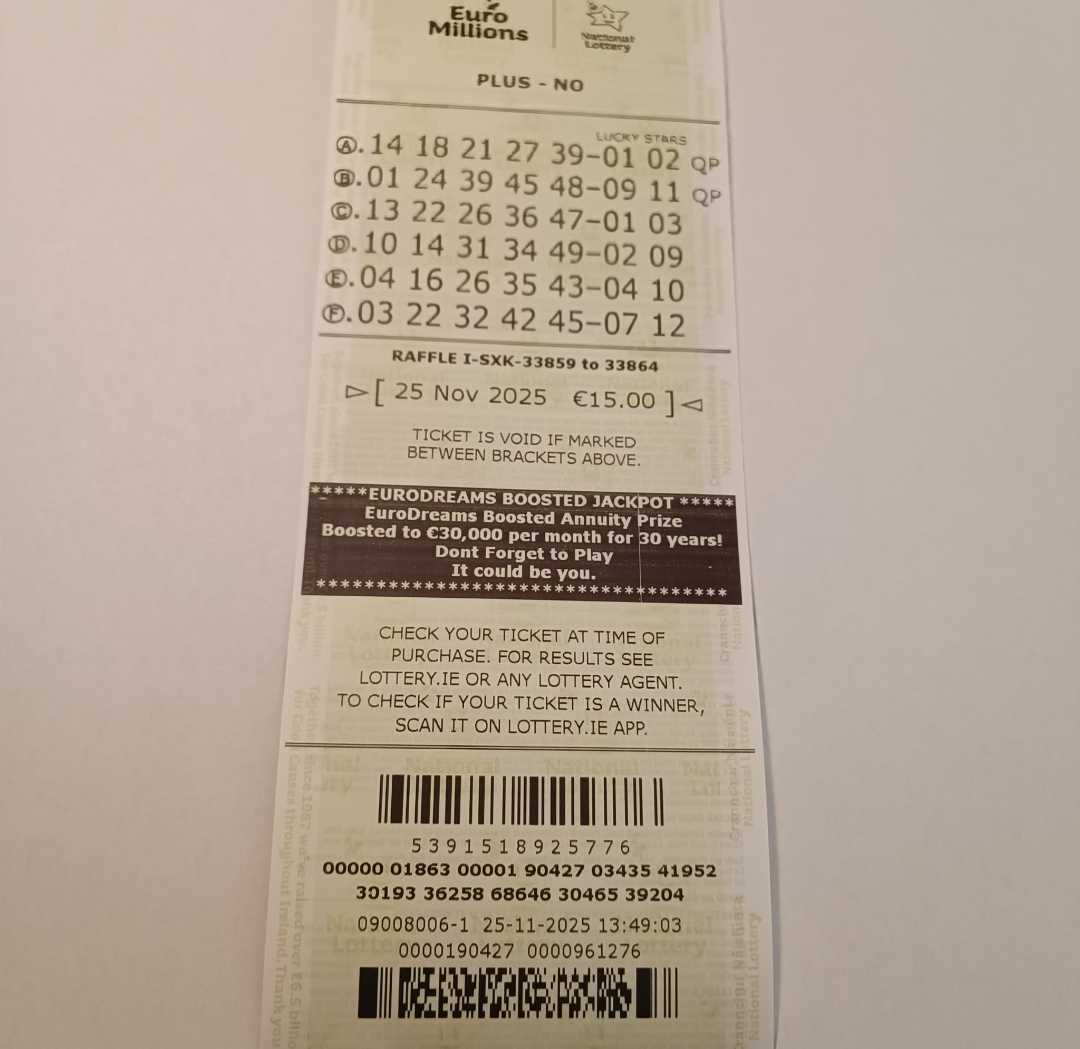 Euro
Millions
National
Lottery
PLUS - NO
LUCKY STARS
Ⓐ.14 18 21 27 39-01 02 QP
Ⓑ.01 24 39 45 48-09 11 QP
Ⓒ.13 22 26 36 47-01 03
Ⓓ.10 14 31 34 49-02 09
Ⓔ.04 16 26 35 43-04 10
Ⓕ.03 22 32 42 45-07 12
RAFFLE I-SXK-33859 to 33864
▻[ 25 Nov 2025 €15.00 ]◅
TICKET IS VOID IF MARKED
BETWEEN BRACKETS ABOVE.
*****EURODREAMS BOOSTED JACKPOT *****
EuroDreams Boosted Annuity Prize
Boosted to €30,000 per month for 30 years!
Dont Forget to Play
It could be you.
**********************************
CHECK YOUR TICKET AT TIME OF
PURCHASE. FOR RESULTS SEE
LOTTERY.IE OR ANY LOTTERY AGENT.
TO CHECK IF YOUR TICKET IS A WINNER,
SCAN IT ON LOTTERY.IE APP.
5391518925776
00000 01863 00001 90427 03435 41952
30193 36258 68646 30465 39204
09008006-1 25-11-2025 13:49:03
0000190427 0000961276